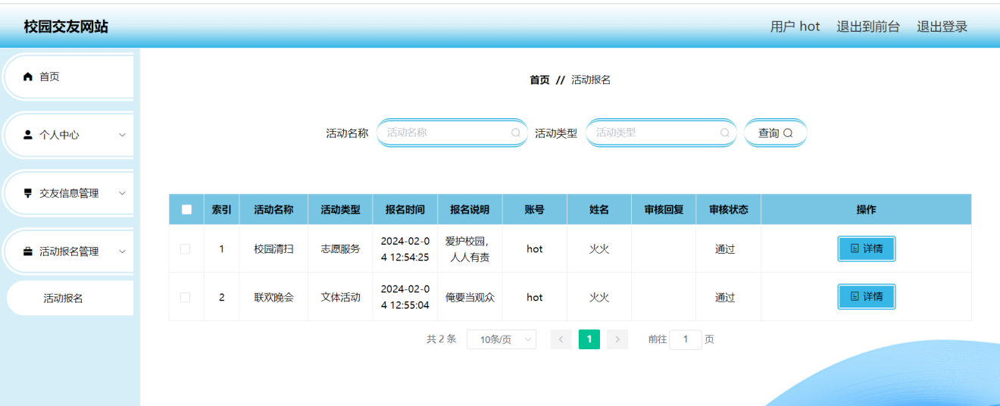 校园交友网站
用户 hot 退出到前台 退出登录
首页
个人中心
交友信息管理
活动报名管理
活动报名
首页 // 活动报名
活动名称 活动名称 活动类型 活动类型 查询
索引 活动名称 活动类型 报名时间 报名说明 账号 姓名 审核回复 审核状态 操作
1 校园清扫 志愿服务 2024-02-0 爱护校园， hot 火火 通过 详情
4 12:54:25 人人有责
2 联欢晚会 文体活动 2024-02-0 俺要当观众 hot 火火 通过 详情
4 12:55:04
共 2 条 10条/页 1 前往 1 页